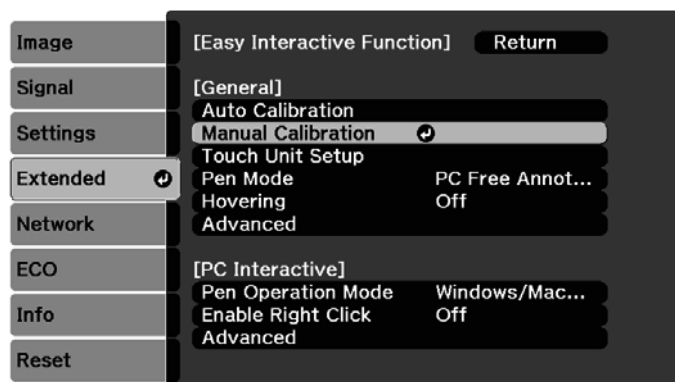 Image
Signal
Settings
Extended
Network
ECO
Info
Reset
[Easy Interactive Function] Return
[General]
Auto Calibration
Manual Calibration
Touch Unit Setup
Pen Mode PC Free Annot...
Hovering Off
Advanced
[PC Interactive]
Pen Operation Mode Windows/Mac...
Enable Right Click Off
Advanced